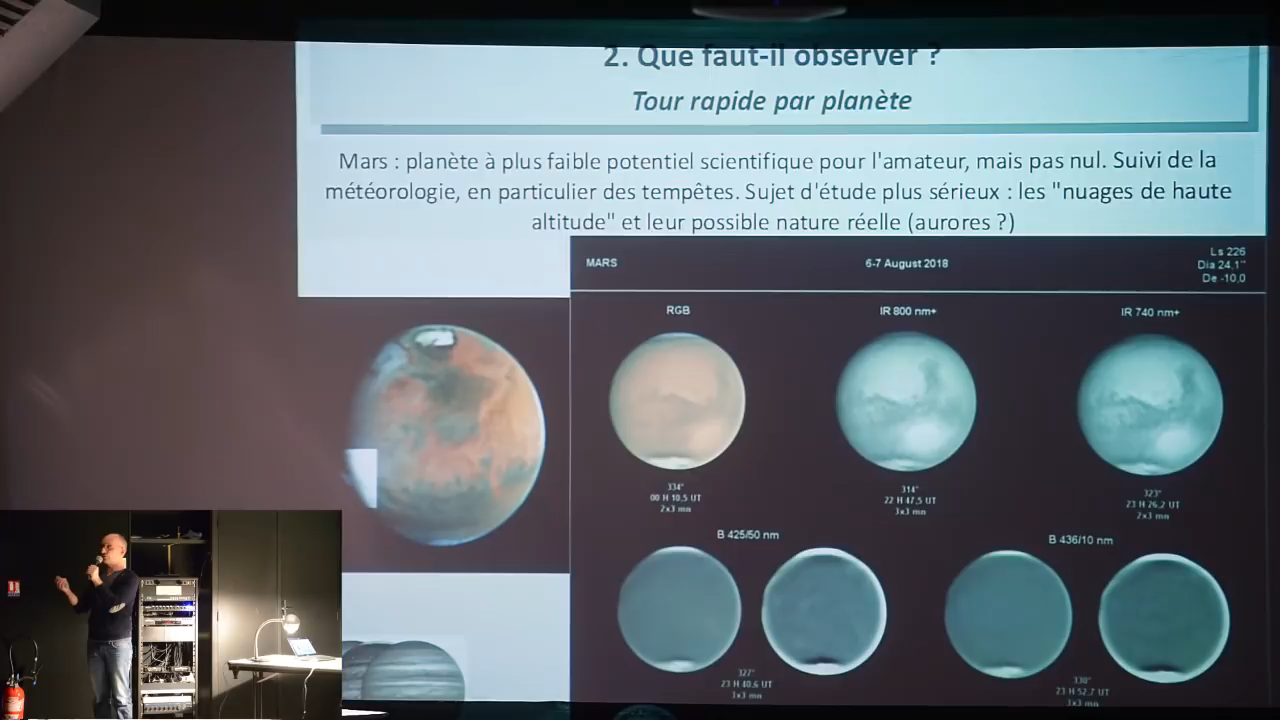 2. Que faut-il observer ?
Tour rapide par planète
Mars : planète à plus faible potentiel scientifique pour l'amateur, mais pas nul. Suivi de la
météorologie, en particulier des tempêtes. Sujet d'étude plus sérieux : les "nuages de haute
altitude" et leur possible nature réelle (aurores ?)
MARS
6-7 August 2018
Ls 226
Dia 24,1"
De -10,0
RGB
IR 800 nm+
IR 740 nm+
334°
00 H 10,5 UT
2x3 mn
314°
22 H 47,5 UT
3x3 mn
323°
23 H 26,2 UT
2x3 mn
B 425/50 nm
B 436/10 nm
327°
23 H 40,6 UT
3x3 mn
330°
23 H 52,7 UT
3x3 mn